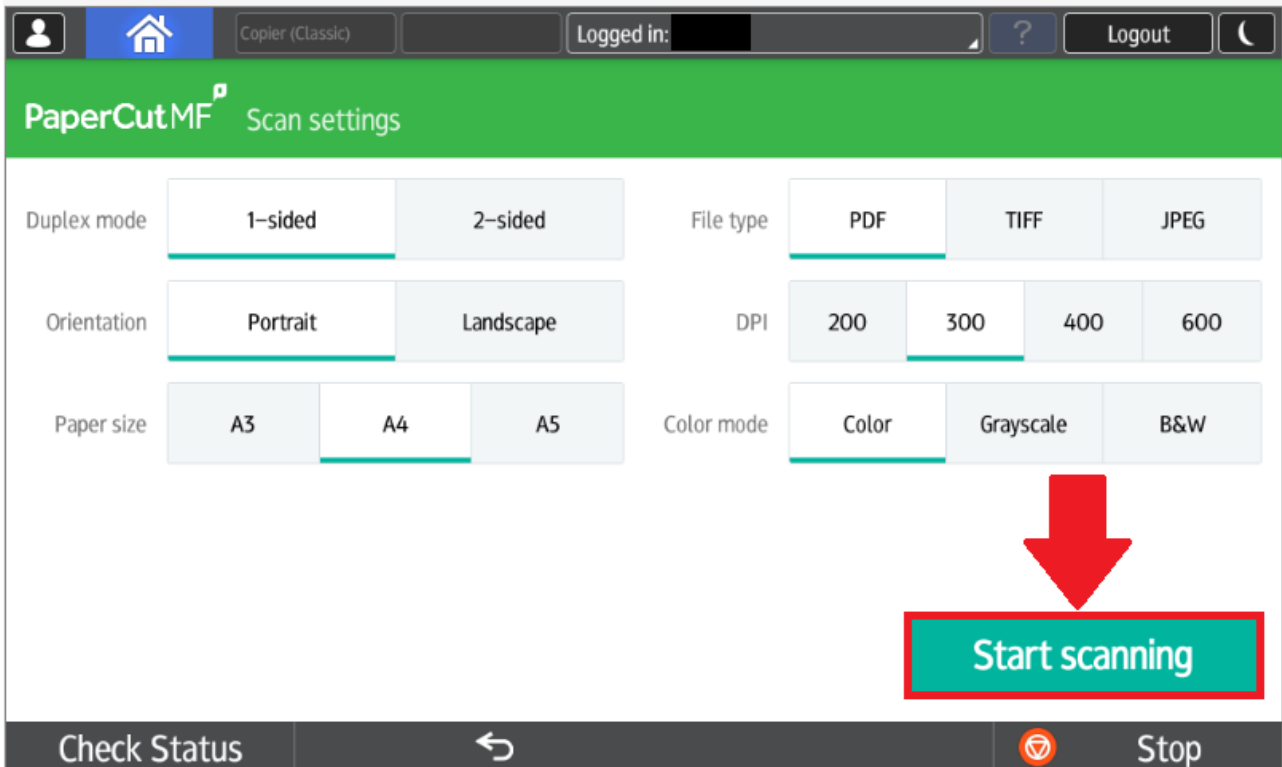 Copier (Classic) Logged in: ? Logout
PaperCutMF Scan settings
Duplex mode 1-sided 2-sided File type PDF TIFF JPEG
Orientation Portrait Landscape DPI 200 300 400 600
Paper size A3 A4 A5 Color mode Color Grayscale B&W
Start scanning
Check Status Stop